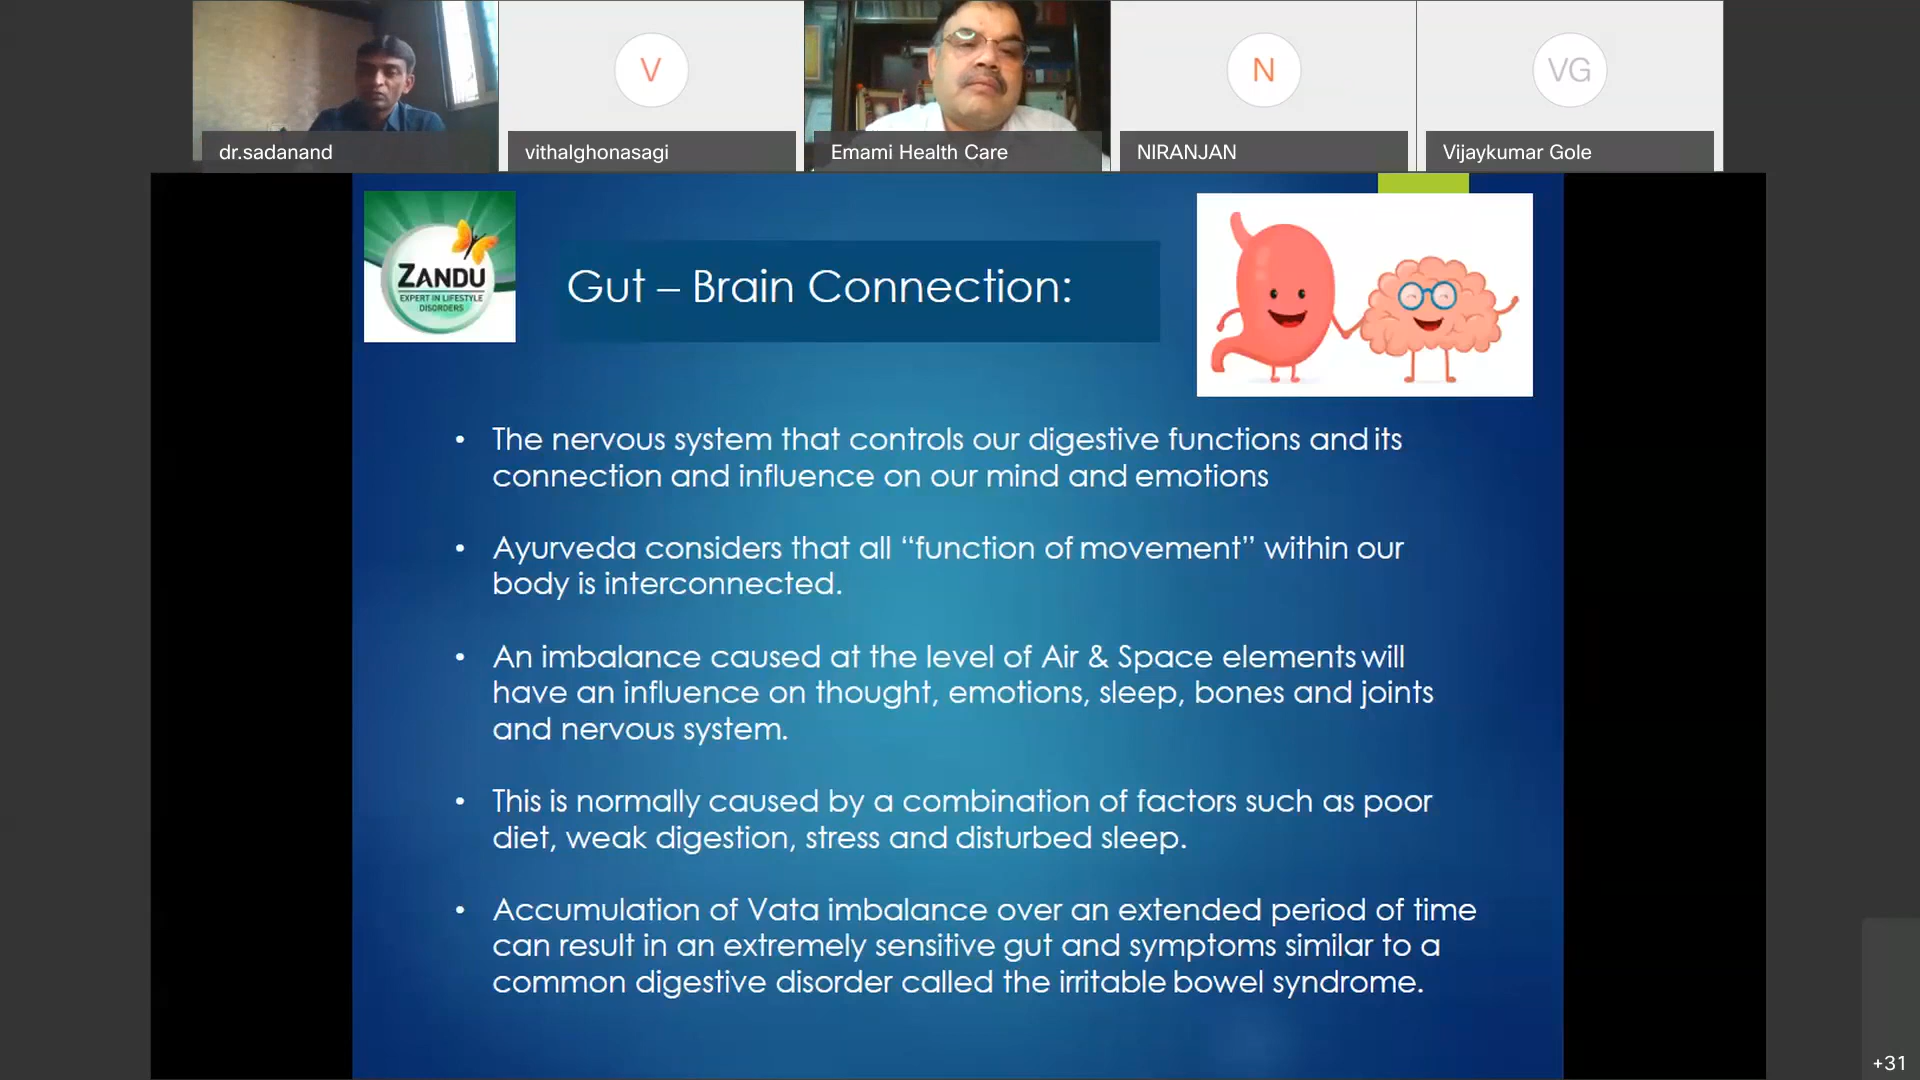 dr.sadanand
V
vithalghonasagi
Emami Health Care
N
NIRANJAN
VG
Vijaykumar Gole
ZANDU
EXPERT IN LIFESTYLE
DISORDERS
Gut – Brain Connection:
• The nervous system that controls our digestive functions and its
connection and influence on our mind and emotions
• Ayurveda considers that all “function of movement” within our
body is interconnected.
• An imbalance caused at the level of Air & Space elements will
have an influence on thought, emotions, sleep, bones and joints
and nervous system.
• This is normally caused by a combination of factors such as poor
diet, weak digestion, stress and disturbed sleep.
• Accumulation of Vata imbalance over an extended period of time
can result in an extremely sensitive gut and symptoms similar to a
common digestive disorder called the irritable bowel syndrome.
+31